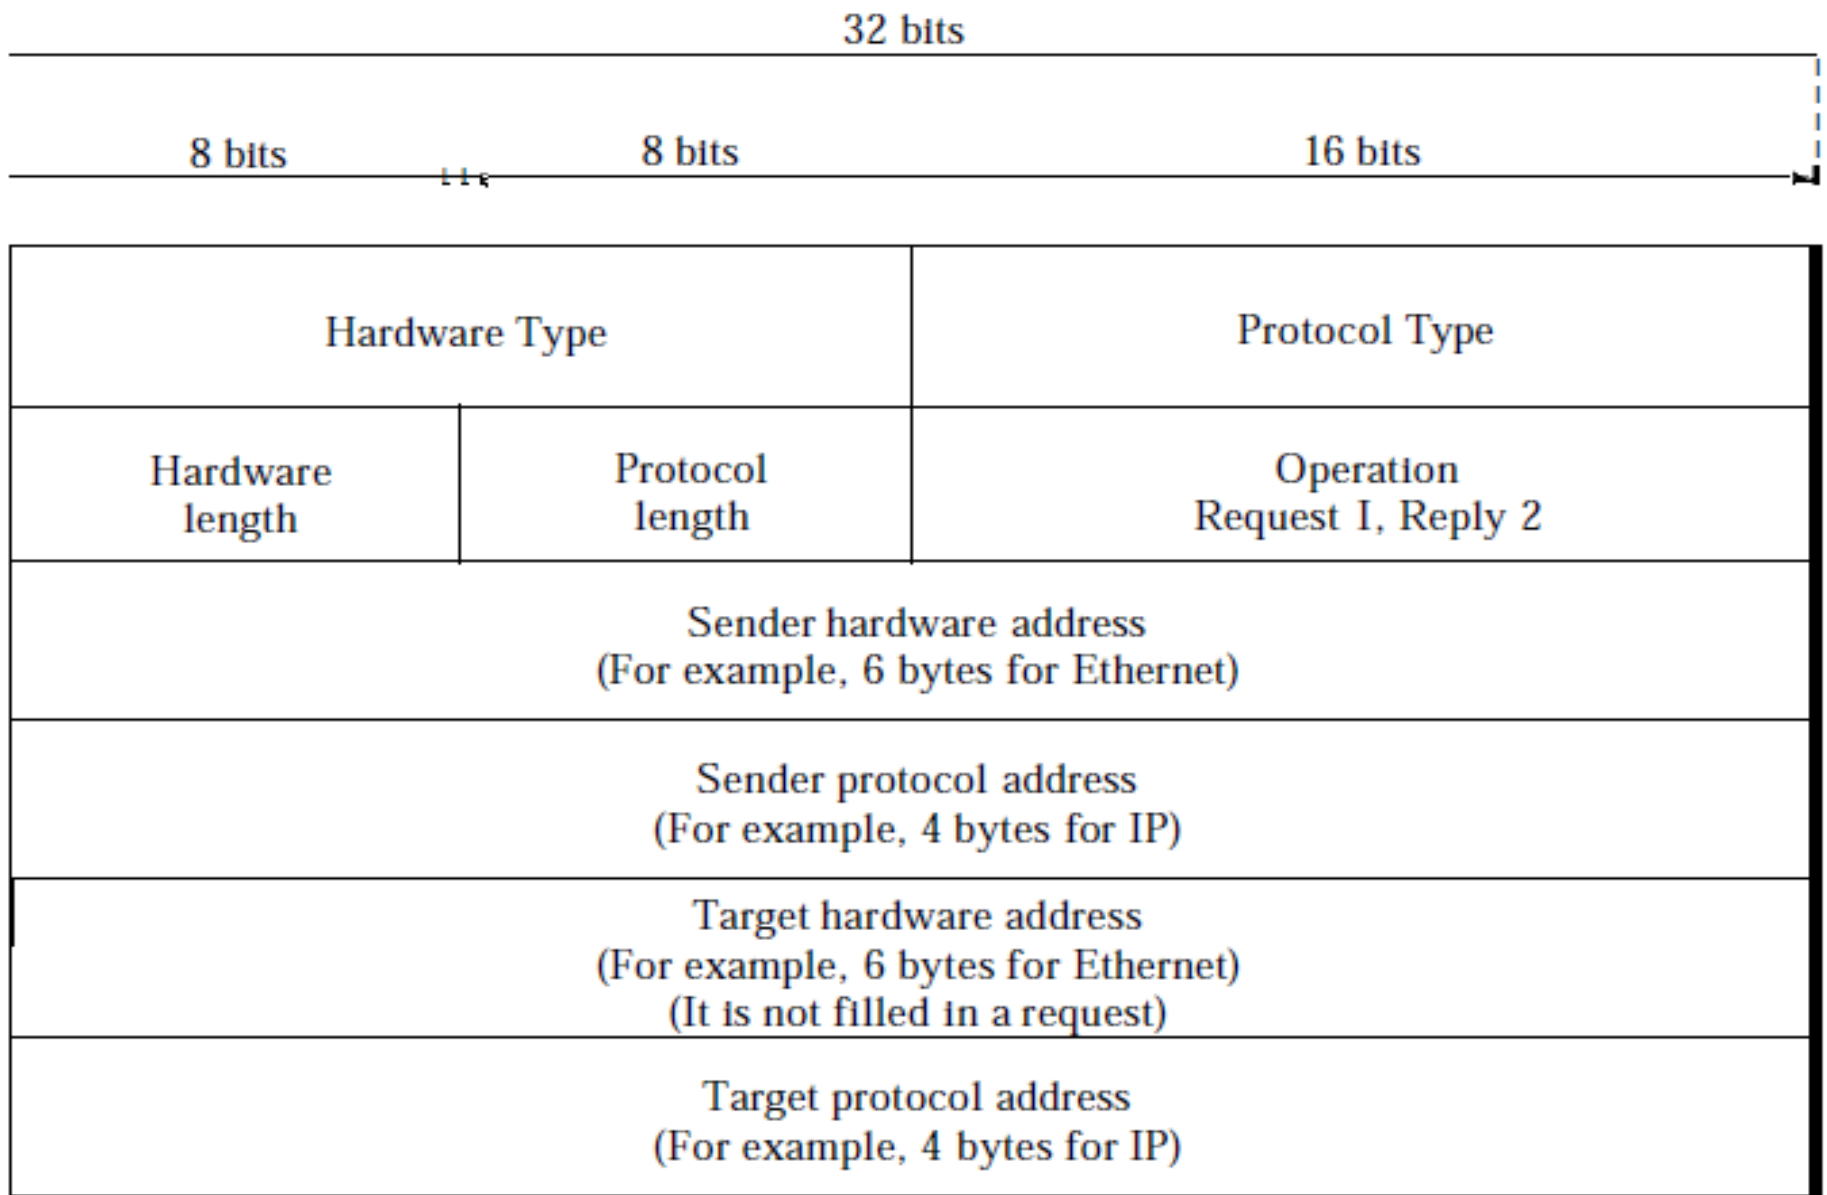 32 bits
8 bits
8 bits
16 bits
Hardware Type
Protocol Type
Hardware
length
Protocol
length
Operation
Request I, Reply 2
Sender hardware address
(For example, 6 bytes for Ethernet)
Sender protocol address
(For example, 4 bytes for IP)
Target hardware address
(For example, 6 bytes for Ethernet)
(It is not filled in a request)
Target protocol address
(For example, 4 bytes for IP)